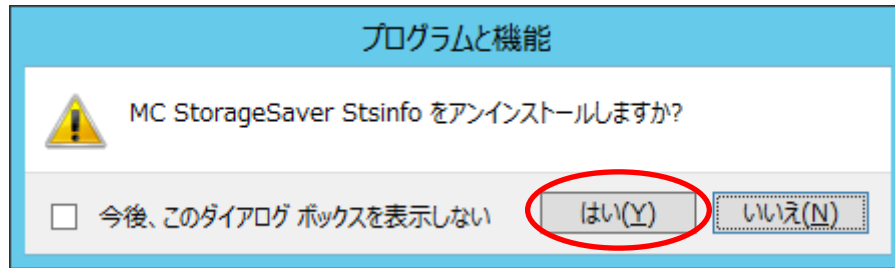 プログラムと機能
MC StorageSaver Stsinfo をアンインストールしますか?
今後、このダイアログ ボックスを表示しない はい(Y) いいえ(N)